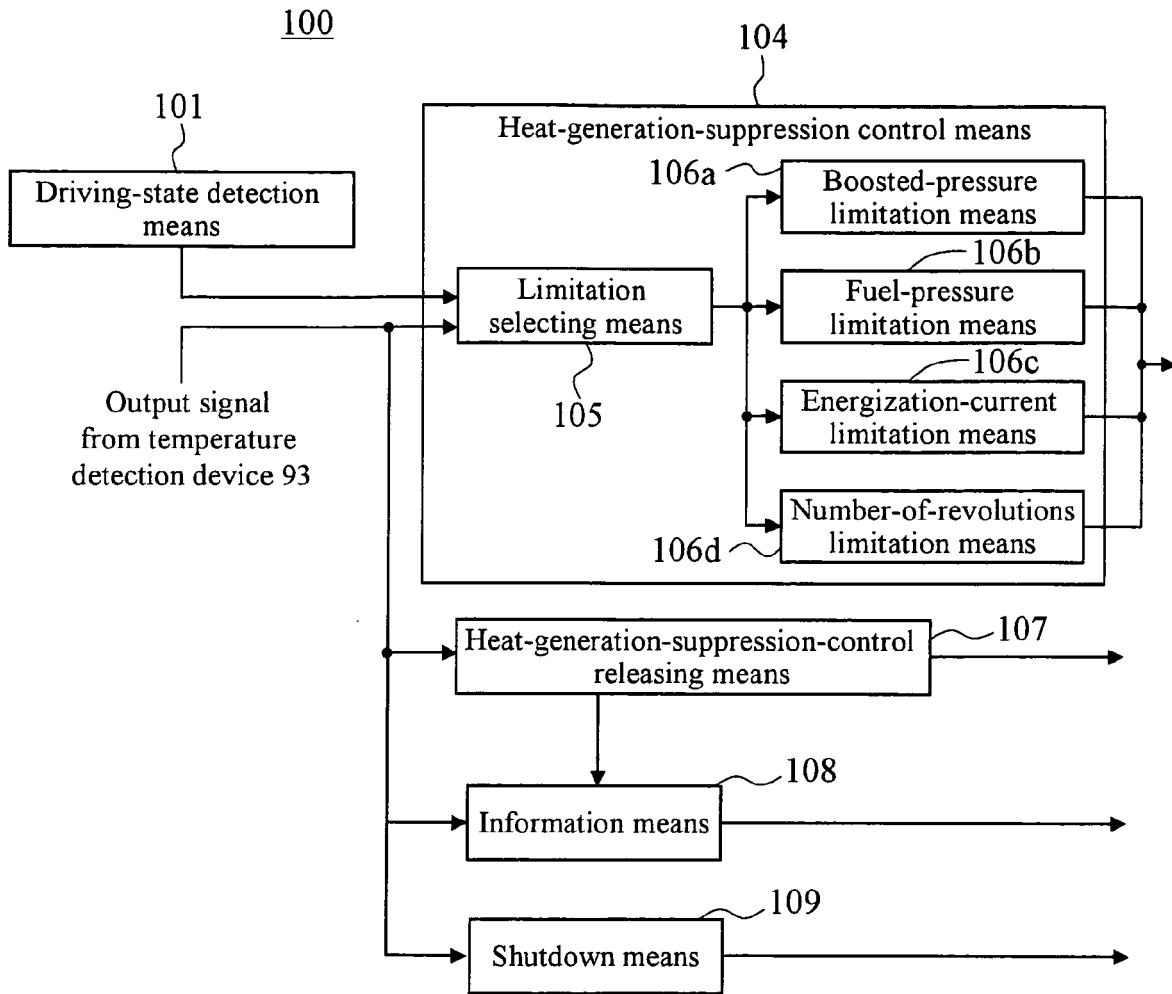 100
104
101
Heat-generation-suppression control means
Driving-state detection
means
106a
Boosted-pressure
limitation means
106b
Limitation
selecting means
Fuel-pressure
limitation means
106c
105
Output signal
from temperature
detection device 93
Energization-current
limitation means
Number-of-revolutions
limitation means
106d
Heat-generation-suppression-control
releasing means
107
108
Information means
109
Shutdown means